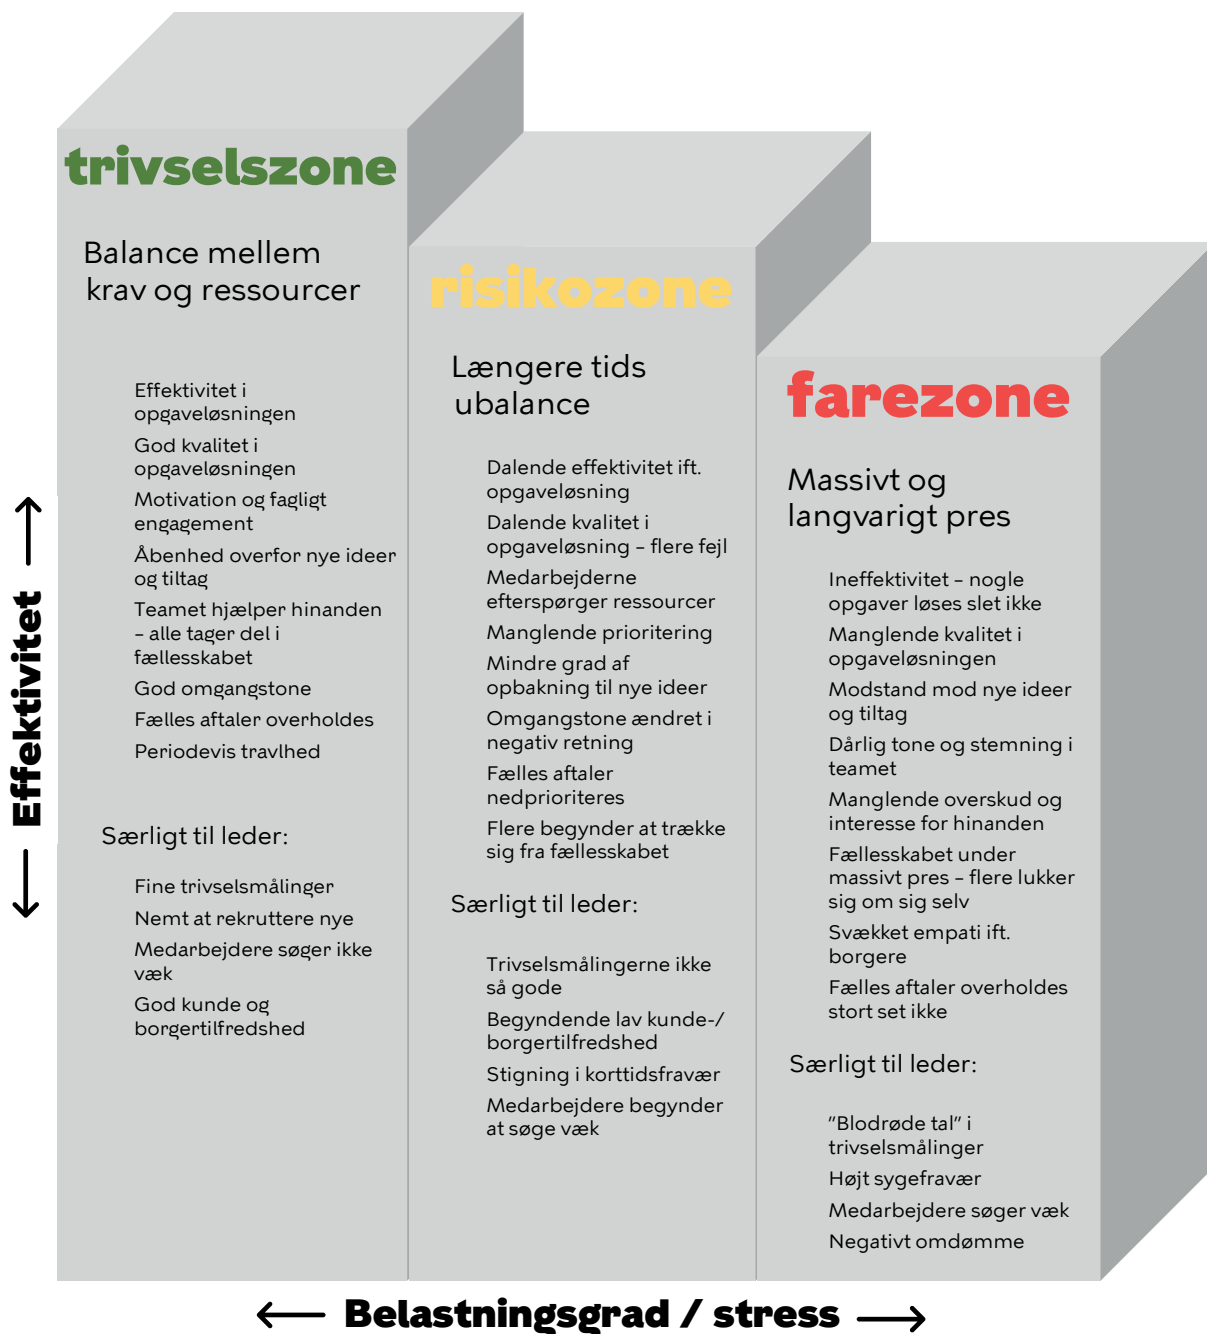 trivselszone
Balance mellem
krav og ressourcer
Effektivitet i
opgaveløsningen
God kvalitet i
opgaveløsningen
Motivation og fagligt
engagement
Åbenhed overfor nye ideer
og tiltag
Teamet hjælper hinanden
– alle tager del i
fællesskabet
God omgangstone
Fælles aftaler overholdes
Periodevis travlhed
Særligt til leder:
Fine trivselsmålinger
Nemt at rekruttere nye
Medarbejdere søger ikke
væk
God kunde og
borgertilfredshed
risikozone
Længere tids
ubalance
Dalende effektivitet ift.
opgaveløsning
Dalende kvalitet i
opgaveløsning – flere fejl
Medarbejderne
efterspørger ressourcer
Manglende prioritering
Mindre grad af
opbakning til nye ideer
Omgangstone ændret i
negativ retning
Fælles aftaler
nedprioriteres
Flere begynder at trække
sig fra fællesskabet
Særligt til leder:
Trivselsmålingerne ikke
så gode
Begyndende lav kunde-/
borgertilfredshed
Stigning i korttidsfravær
Medarbejdere begynder
at søge væk
farezone
Massivt og
langvarigt pres
Ineffektivitet – nogle
opgaver løses slet ikke
Manglende kvalitet i
opgaveløsningen
Modstand mod nye ideer
og tiltag
Dårlig tone og stemning i
teamet
Manglende overskud og
interesse for hinanden
Fællesskabet under
massivt pres – flere lukker
sig om sig selv
Svækket empati ift.
borgere
Fælles aftaler overholdes
stort set ikke
Særligt til leder:
”Blodrøde tal” i
trivselsmålinger
Højt sygefravær
Medarbejdere søger væk
Negativt omdømme
Effektivitet
Belastningsgrad / stress